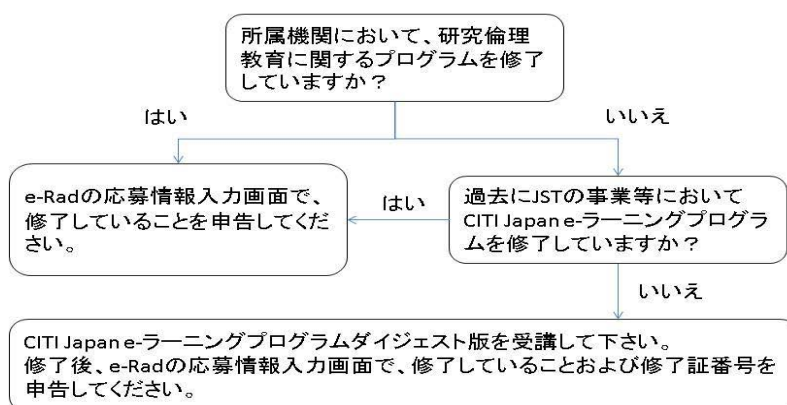 所属機関において、研究倫理
教育に関するプログラムを修了
していますか？
はい
いいえ
e-Radの応募情報入力画面で、
修了していることを申告してくだ
さい。
はい
過去にJSTの事業等において
CITI Japan e-ラーニングプログラ
ムを修了していますか？
いいえ
CITI Japan e-ラーニングプログラムダイジェスト版を受講して下さい。
修了後、e-Radの応募情報入力画面で、修了していることおよび修了証番号を
申告してください。